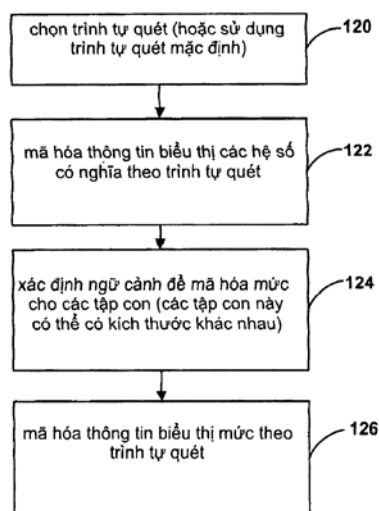 chọn trình tự quét (hoặc sử dụng
trình tự quét mặc định)
120
mã hóa thông tin biểu thị các hệ số
có nghĩa theo trình tự quét
122
xác định ngữ cảnh để mã hóa mức
cho các tập con (các tập con này
có thể có kích thước khác nhau)
124
mã hóa thông tin biểu thị mức theo
trình tự quét
126